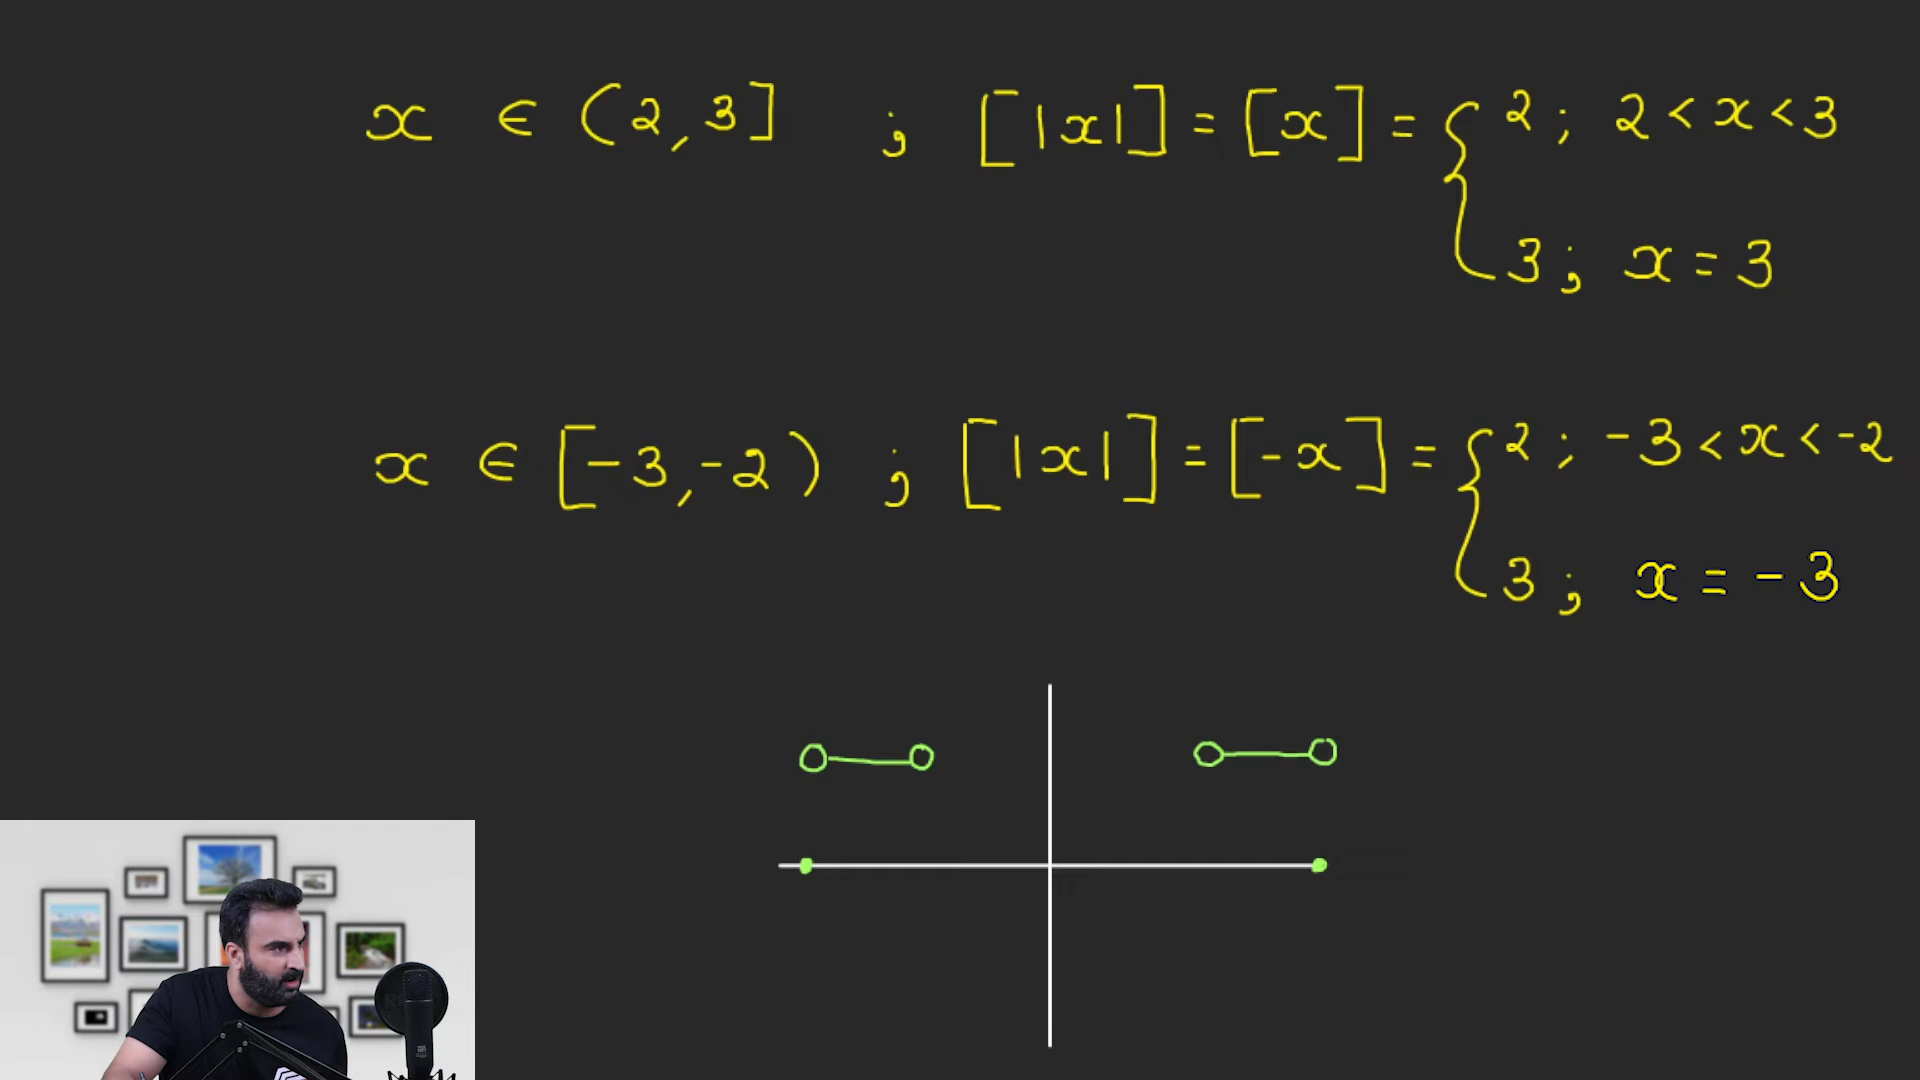 x ∈ (2, 3] ; [|x|] = [x] = { 2 ; 2 < x < 3
3 ; x = 3
x ∈ [-3, -2) ; [|x|] = [-x] = { 2 ; -3 < x < -2
3 ; x = -3